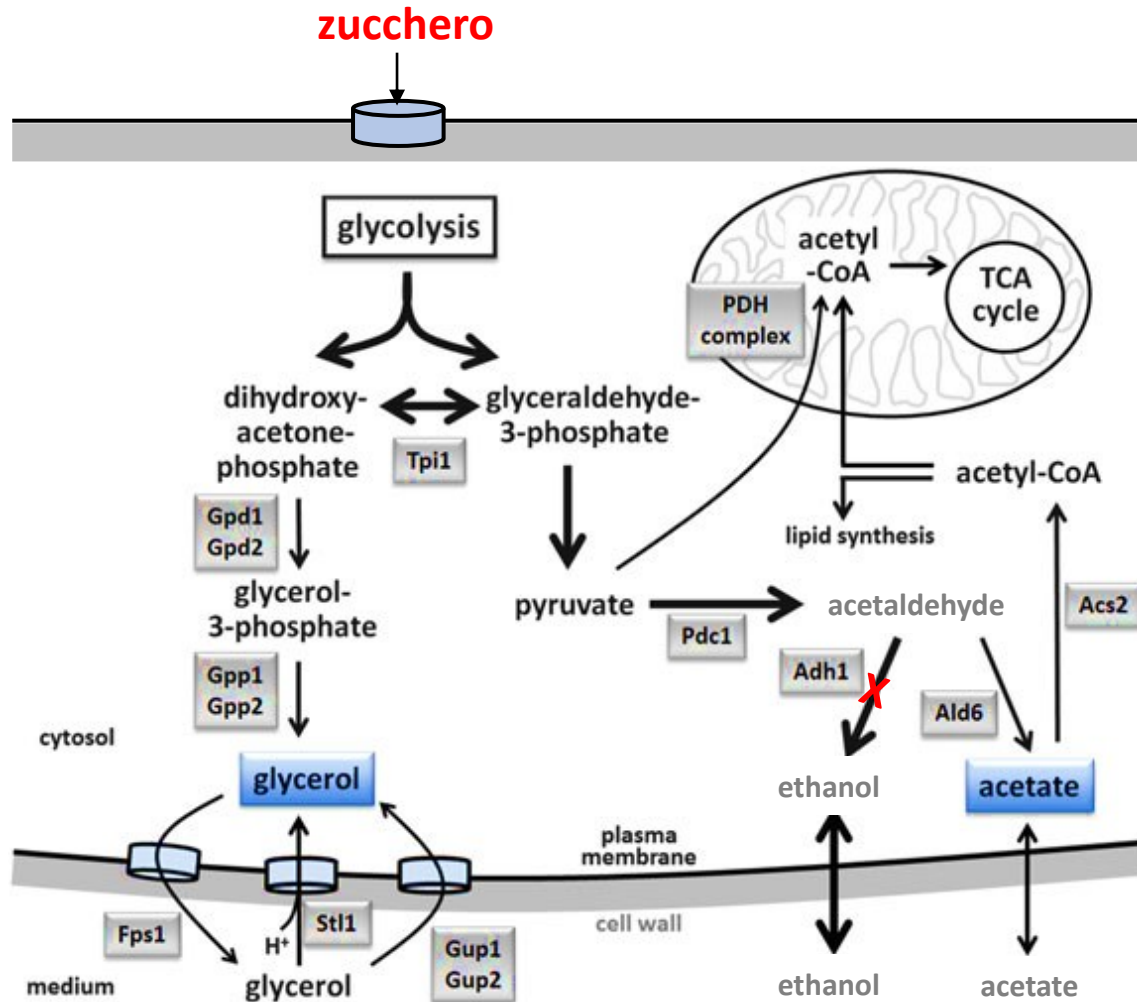 zucchero
glycolysis
acetyl
-CoA
TCA
cycle
PDH
complex
dihydroxy-
acetone-
phosphate
glyceraldehyde-
3-phosphate
Tpi1
acetyl-CoA
Gpd1
Gpd2
lipid synthesis
glycerol-
3-phosphate
pyruvate
acetaldehyde
Acs2
Pdc1
Gpp1
Gpp2
Adh1
X
Ald6
cytosol
glycerol
ethanol
acetate
plasma
membrane
cell wall
Fps1
H⁺
Stl1
Gup1
Gup2
medium
glycerol
ethanol
acetate